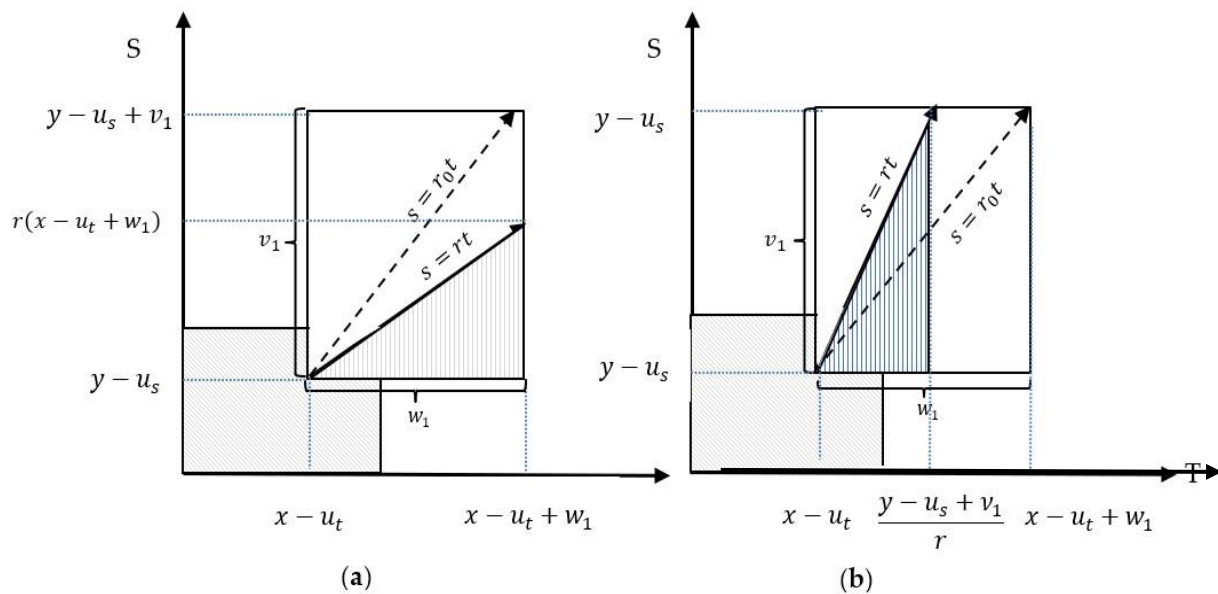 S
y − u_s + v_1
s = r_0t
r(x − u_t + w_1)
v_1
s = rt
y − u_s
w_1
x − u_t
x − u_t + w_1
(a)
S
y − u_s
s = rt
v_1
s = r_0t
y − u_s
w_1
T
x − u_t
y − u_s + v_1
r
x − u_t + w_1
(b)